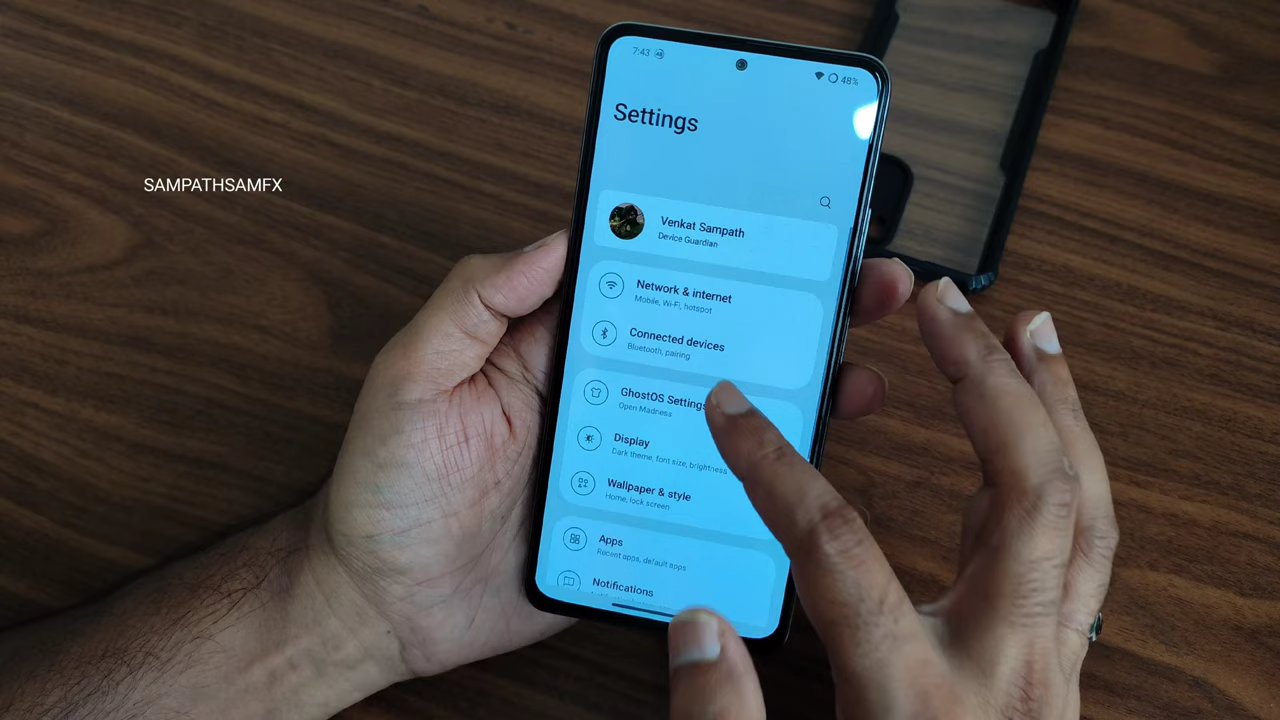 7:43 48
48%
Settings
SAMPATHSAMFX
Venkat Sampath
Device Guardian
Network & internet
Mobile, Wi-Fi, hotspot
Connected devices
Bluetooth, pairing
GhostOS Settings
Open Madness
Display
Dark theme, font size, brightness
Wallpaper & style
Home, lock screen
Apps
Recent apps, default apps
Notifications